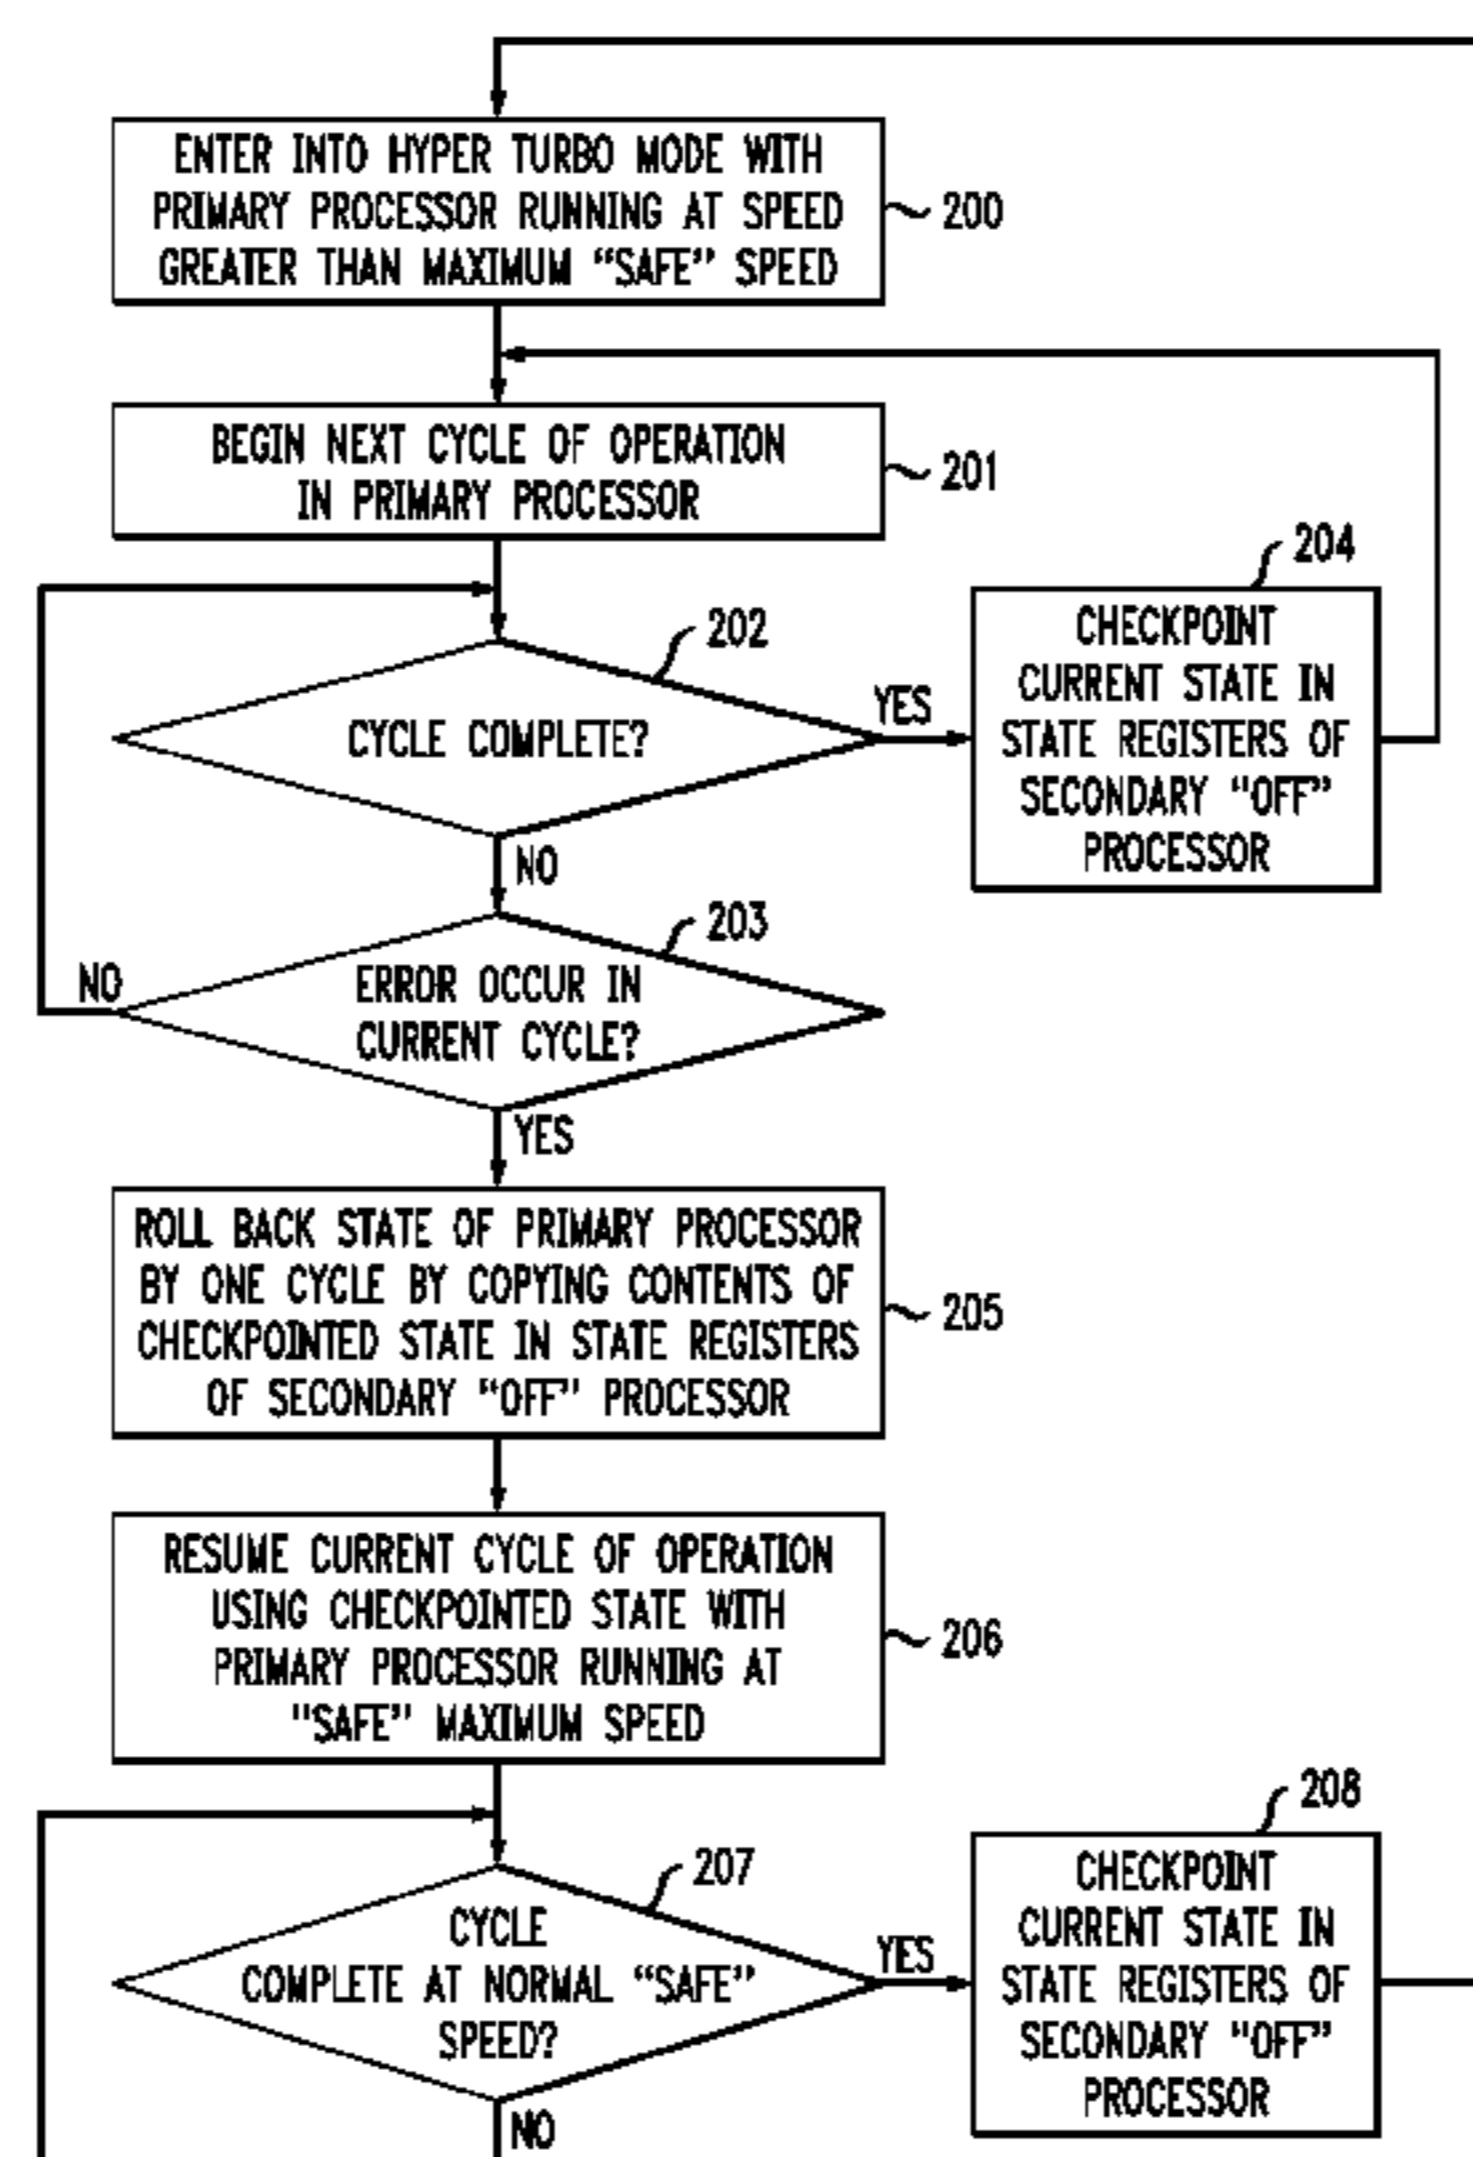 ENTER INTO HYPER TURBO MODE WITH
PRIMARY PROCESSOR RUNNING AT SPEED
GREATER THAN MAXIMUM “SAFE” SPEED
200
BEGIN NEXT CYCLE OF OPERATION
IN PRIMARY PROCESSOR
201
202
CYCLE COMPLETE?
YES
NO
204
CHECKPOINT
CURRENT STATE IN
STATE REGISTERS OF
SECONDARY "OFF”
PROCESSOR
203
ERROR OCCUR IN
CURRENT CYCLE?
NO
YES
ROLL BACK STATE OF PRIMARY PROCESSOR
BY ONE CYCLE BY COPYING CONTENTS OF
CHECKPOINTED STATE IN STATE REGISTERS
OF SECONDARY “OFF” PROCESSOR
205
RESUME CURRENT CYCLE OF OPERATION
USING CHECKPOINTED STATE WITH
PRIMARY PROCESSOR RUNNING AT
"SAFE” MAXIMUM SPEED
206
207
CYCLE
COMPLETE AT NORMAL “SAFE”
SPEED?
YES
NO
208
CHECKPOINT
CURRENT STATE IN
STATE REGISTERS OF
SECONDARY "OFF”
PROCESSOR